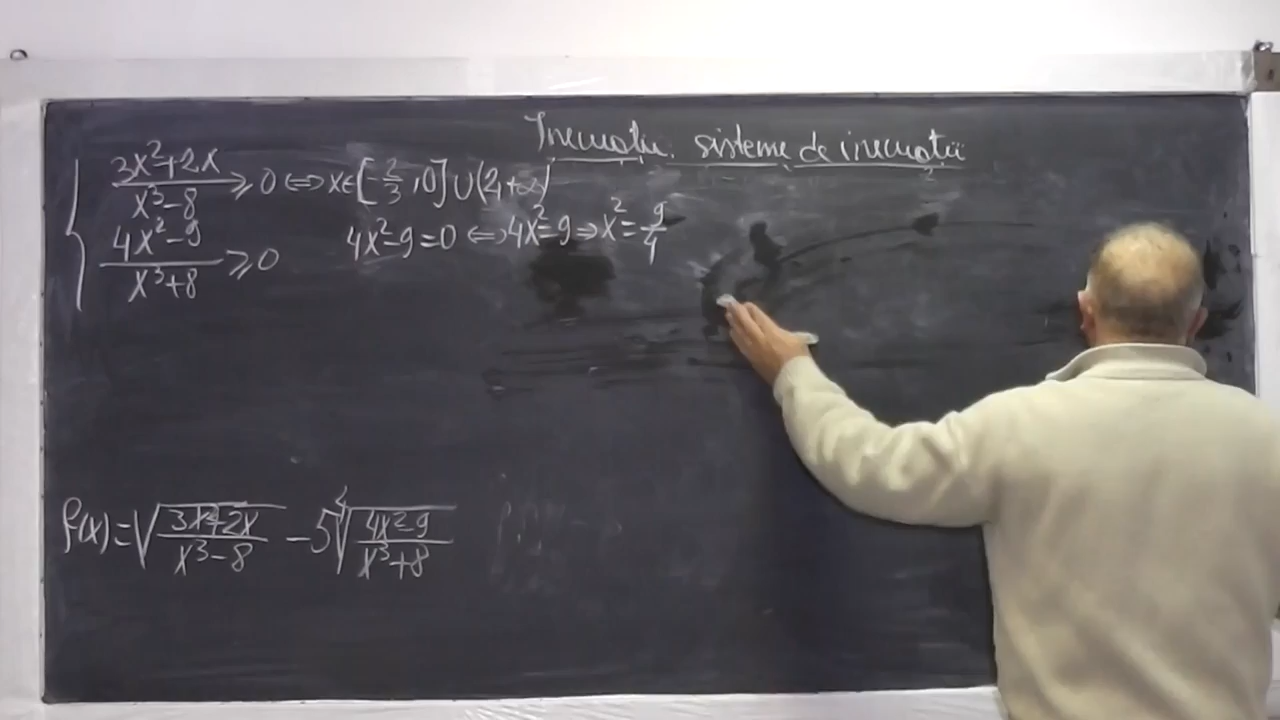 Inecuații. sisteme de inecuații
{ (3x²+2x)/(x³-8) ⩾ 0 ⇔ x∈[-2/3, 0] ∪ (2, +∞)
(4x²-9)/(x³+8) ⩾ 0 4x²-9=0 ⇔ 4x²=9 ⇒ x²=9/4
f(x)=√((3x²+2x)/(x³-8)) - 5∜((4x²-9)/(x³+8))